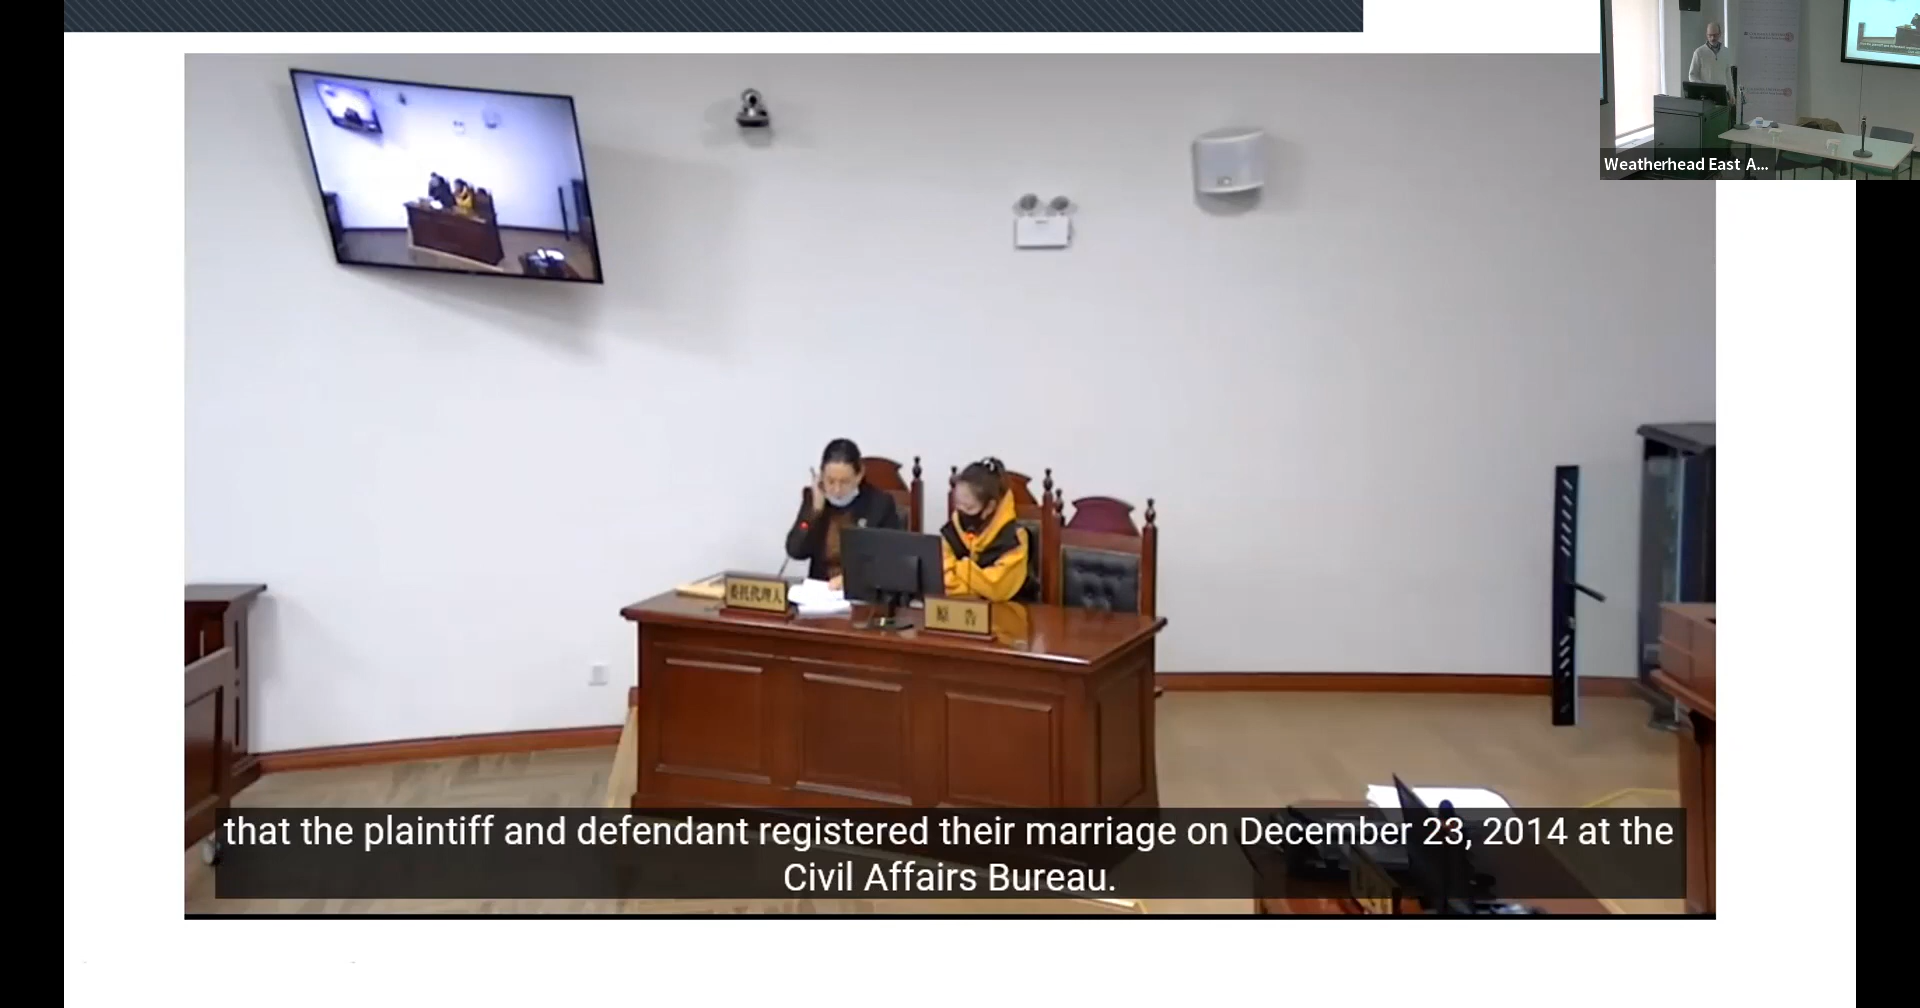 Weatherhead East A...
委托代理人
原告
that the plaintiff and defendant registered their marriage on December 23, 2014 at the
Civil Affairs Bureau.